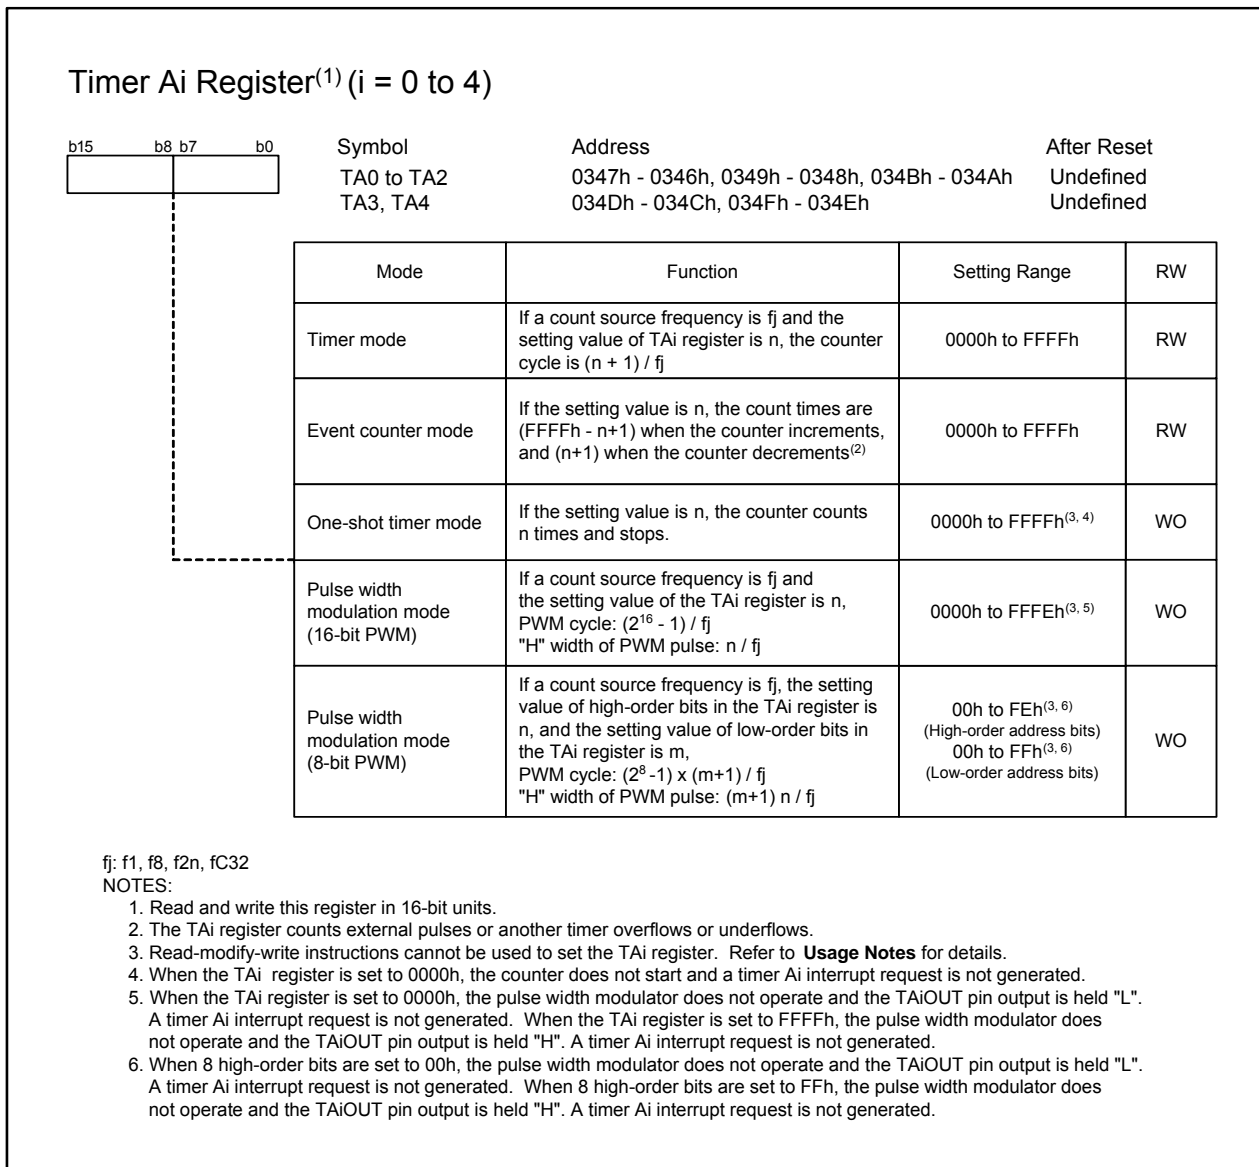 Timer Ai Register(1) (i = 0 to 4)
b15 b8 b7 b0
Symbol Address After Reset
TA0 to TA2 0347h - 0346h, 0349h - 0348h, 034Bh - 034Ah Undefined
TA3, TA4 034Dh - 034Ch, 034Fh - 034Eh Undefined
Mode Function Setting Range RW
Timer mode
If a count source frequency is fj and the
setting value of TAi register is n, the counter
cycle is (n + 1) / fj
0000h to FFFFh
RW
Event counter mode
If the setting value is n, the count times are
(FFFFh - n+1) when the counter increments,
and (n+1) when the counter decrements(2)
0000h to FFFFh
RW
One-shot timer mode
If the setting value is n, the counter counts
n times and stops.
0000h to FFFFh(3, 4)
WO
Pulse width
modulation mode
(16-bit PWM)
If a count source frequency is fj and
the setting value of the TAi register is n,
PWM cycle: (2^16 - 1) / fj
"H" width of PWM pulse: n / fj
0000h to FFFEh(3, 5)
WO
Pulse width
modulation mode
(8-bit PWM)
If a count source frequency is fj, the setting
value of high-order bits in the TAi register is
n, and the setting value of low-order bits in
the TAi register is m,
PWM cycle: (2^8 -1) x (m+1) / fj
"H" width of PWM pulse: (m+1) n / fj
00h to FEh(3, 6)
(High-order address bits)
00h to FFh(3, 6)
(Low-order address bits)
WO
fj: f1, f8, f2n, fC32
NOTES:
1. Read and write this register in 16-bit units.
2. The TAi register counts external pulses or another timer overflows or underflows.
3. Read-modify-write instructions cannot be used to set the TAi register. Refer to Usage Notes for details.
4. When the TAi register is set to 0000h, the counter does not start and a timer Ai interrupt request is not generated.
5. When the TAi register is set to 0000h, the pulse width modulator does not operate and the TAiOUT pin output is held "L".
A timer Ai interrupt request is not generated. When the TAi register is set to FFFFh, the pulse width modulator does
not operate and the TAiOUT pin output is held "H". A timer Ai interrupt request is not generated.
6. When 8 high-order bits are set to 00h, the pulse width modulator does not operate and the TAiOUT pin output is held "L".
A timer Ai interrupt request is not generated. When 8 high-order bits are set to FFh, the pulse width modulator does
not operate and the TAiOUT pin output is held "H". A timer Ai interrupt request is not generated.